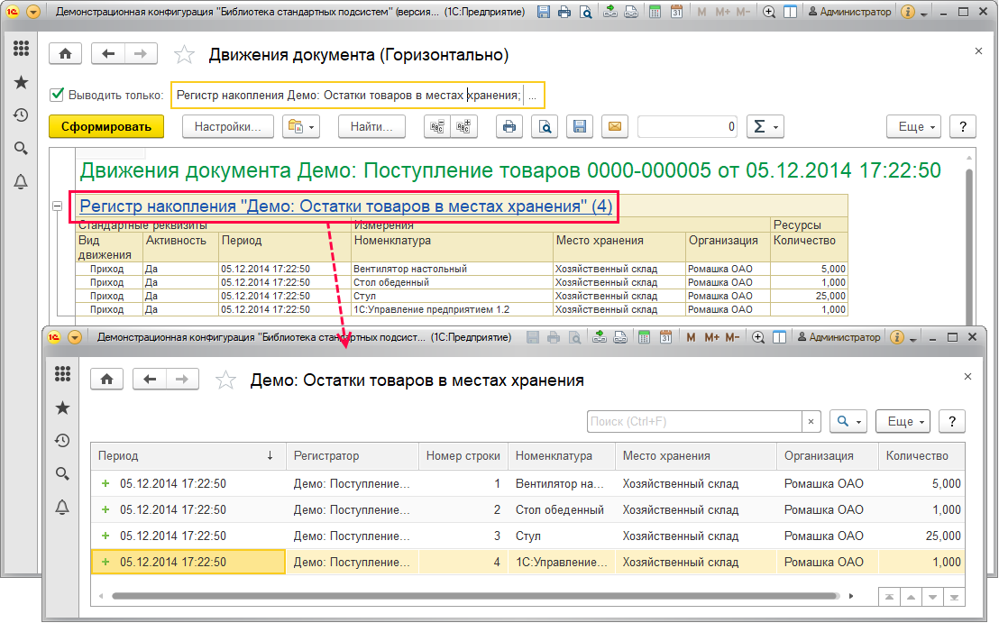 Демонстрационная конфигурация "Библиотека стандартных подсистем" (верси... (1С:Предприятие) M M+ M- Администратор
Движения документа (Горизонтально)
Выводить только: Регистр накопления Демо: Остатки товаров в местах хранения; ...
Сформировать Настройки... Найти... 0 Σ Еще ?
Движения документа Демо: Поступление товаров 0000-000005 от 05.12.2014 17:22:50
Регистр накопления "Демо: Остатки товаров в местах хранения" (4)
Стандартные реквизиты Измерения Ресурсы
Вид движения Активность Период Номенклатура Место хранения Организация Количество
Приход Да 05.12.2014 17:22:50 Вентилятор настольный Хозяйственный склад Ромашка ОАО 5,000
Приход Да 05.12.2014 17:22:50 Стол обеденный Хозяйственный склад Ромашка ОАО 1,000
Приход Да 05.12.2014 17:22:50 Стул Хозяйственный склад Ромашка ОАО 25,000
Приход Да 05.12.2014 17:22:50 1С:Управление предприятием 1.2 Хозяйственный склад Ромашка ОАО 1,000
Демонстрационная конфигурация "Библиотека стандартных подсист... (1С:Предприятие) M M+ M- Администратор
Демо: Остатки товаров в местах хранения
Поиск (Ctrl+F) × Еще ?
Период ↓ Регистратор Номер строки Номенклатура Место хранения Организация Количество
05.12.2014 17:22:50 Демо: Поступление... 1 Вентилятор на... Хозяйственный склад Ромашка ОАО 5,000
05.12.2014 17:22:50 Демо: Поступление... 2 Стол обеденный Хозяйственный склад Ромашка ОАО 1,000
05.12.2014 17:22:50 Демо: Поступление... 3 Стул Хозяйственный склад Ромашка ОАО 25,000
05.12.2014 17:22:50 Демо: Поступление... 4 1С:Управление... Хозяйственный склад Ромашка ОАО 1,000